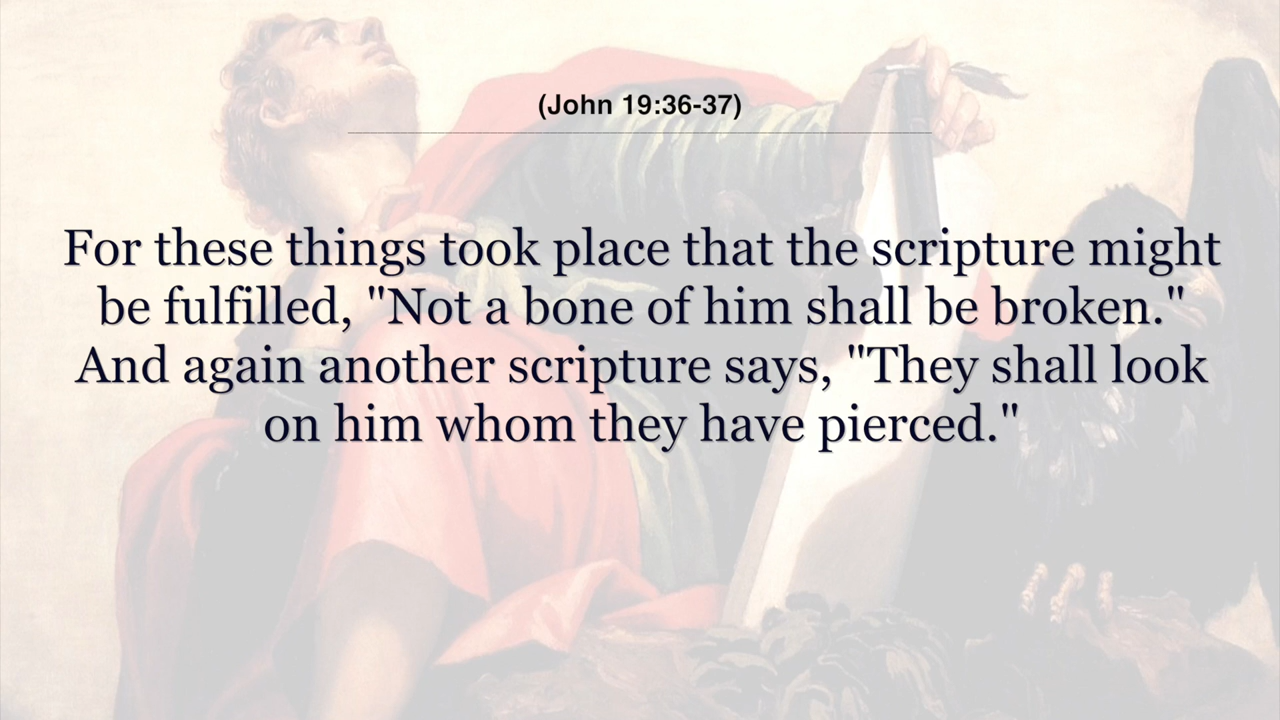 (John 19:36-37)
For these things took place that the scripture might
be fulfilled, "Not a bone of him shall be broken."
And again another scripture says, "They shall look
on him whom they have pierced."